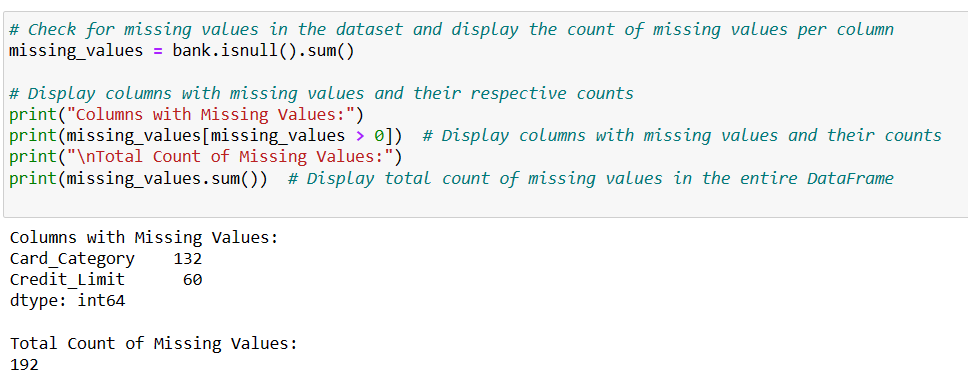 # Check for missing values in the dataset and display the count of missing values per column
missing_values = bank.isnull().sum()
# Display columns with missing values and their respective counts
print("Columns with Missing Values:")
print(missing_values[missing_values > 0])  # Display columns with missing values and their counts
print("\nTotal Count of Missing Values:")
print(missing_values.sum())  # Display total count of missing values in the entire DataFrame
Columns with Missing Values:
Card_Category    132
Credit_Limit      60
dtype: int64
Total Count of Missing Values:
192